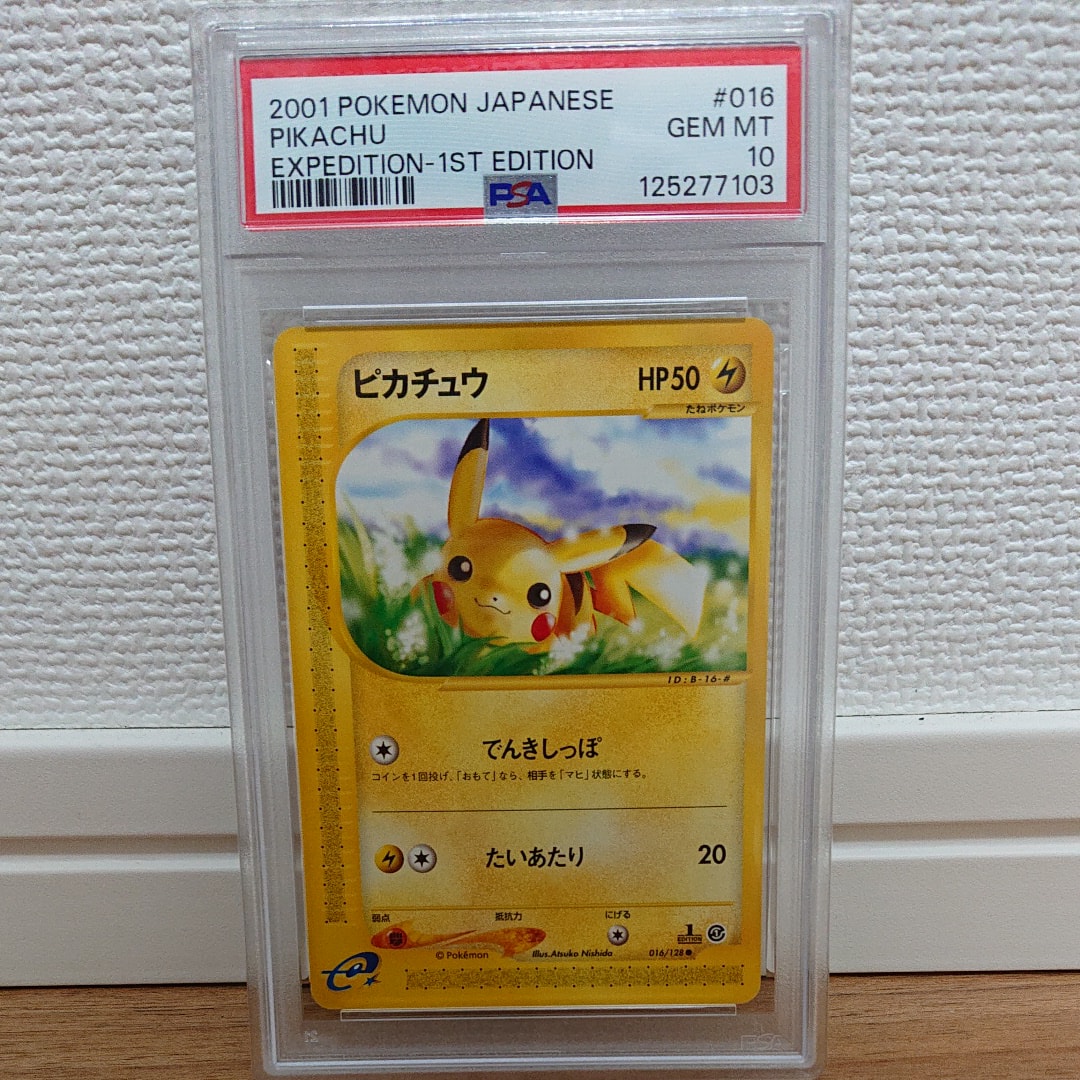 2001 POKEMON JAPANESE #016
PIKACHU GEM MT
EXPEDITION-1ST EDITION 10
PSA 125277103
ピカチュウ HP50
たねポケモン
ID:B-16-#
でんきしっぽ
コインを1回投げ、「おもて」なら、相手を「マヒ」状態にする。
たいあたり 20
弱点 抵抗力 にげる
1 EDITION
©Pokémon Illus.Atsuko Nishida 016/128●
e
PSA